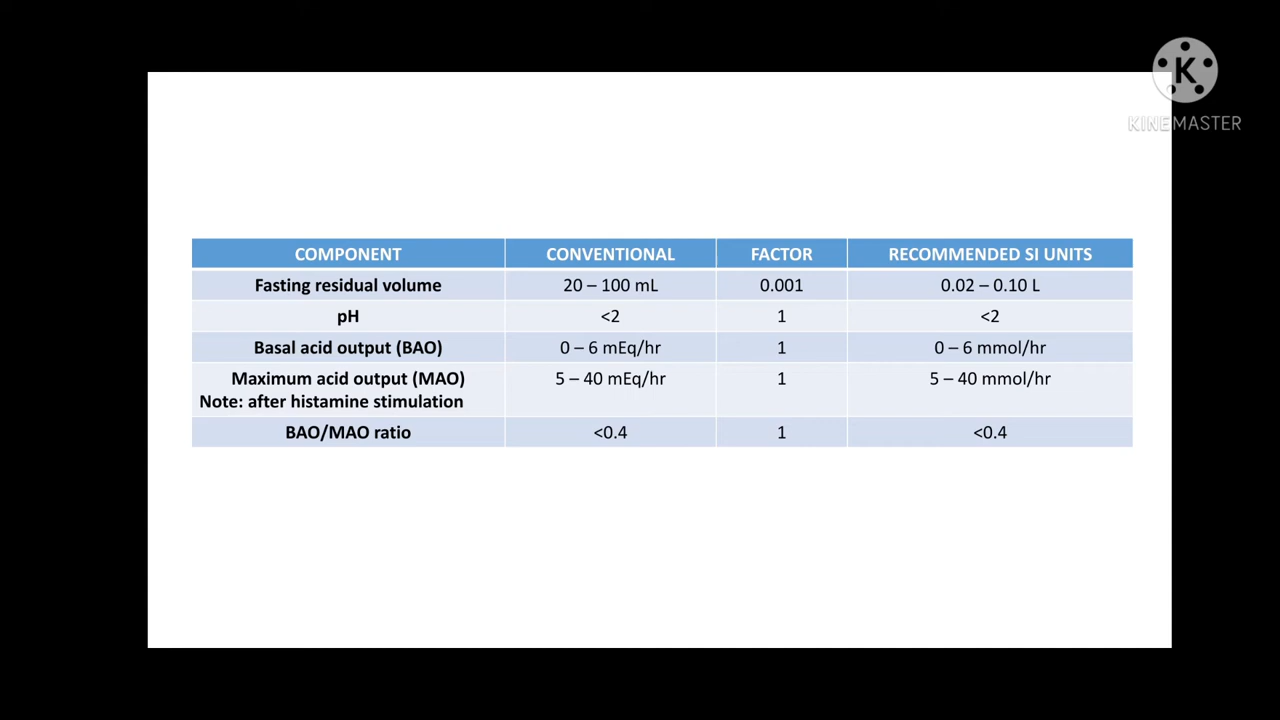 K
KINEMASTER
COMPONENT CONVENTIONAL FACTOR RECOMMENDED SI UNITS
Fasting residual volume 20 – 100 mL 0.001 0.02 – 0.10 L
pH <2 1 <2
Basal acid output (BAO) 0 – 6 mEq/hr 1 0 – 6 mmol/hr
Maximum acid output (MAO) 5 – 40 mEq/hr 1 5 – 40 mmol/hr
Note: after histamine stimulation
BAO/MAO ratio <0.4 1 <0.4